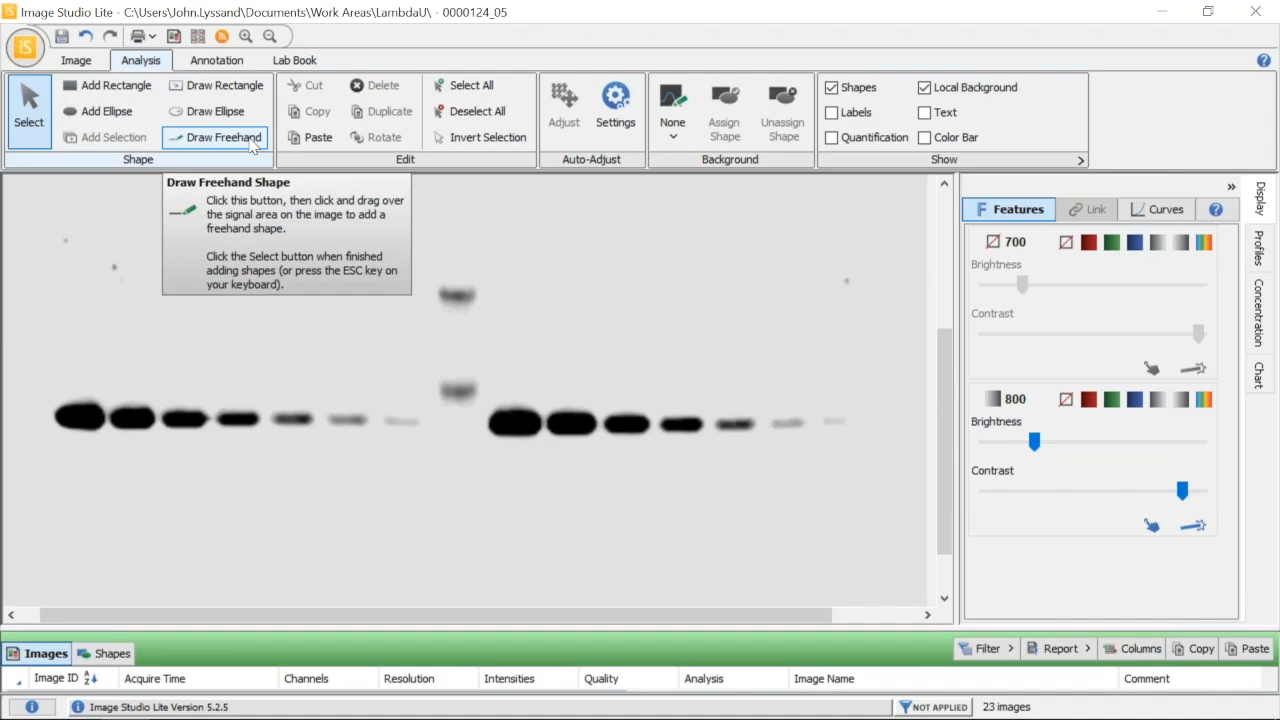 Image Studio Lite - C:\Users\John.Lyssand\Documents\Work Areas\LambdaU\ - 0000124_05
iS
Image Analysis Annotation Lab Book
Select
Add Rectangle Draw Rectangle
Add Ellipse Draw Ellipse
Add Selection Draw Freehand
Shape
Cut Delete Select All
Copy Duplicate Deselect All
Paste Rotate Invert Selection
Edit
Adjust Settings
Auto-Adjust
None Assign Shape Unassign Shape
Background
Shapes Local Background
Labels Text
Quantification Color Bar
Show
Draw Freehand Shape
Click this button, then click and drag over
the signal area on the image to add a
freehand shape.
Click the Select button when finished
adding shapes (or press the ESC key on
your keyboard).
F Features Link Curves
700
Brightness
Contrast
800
Brightness
Contrast
Display
Profiles
Concentration
Chart
Images Shapes Filter Report Columns Copy Paste
Image ID Acquire Time Channels Resolution Intensities Quality Analysis Image Name Comment
Image Studio Lite Version 5.2.5 NOT APPLIED 23 images